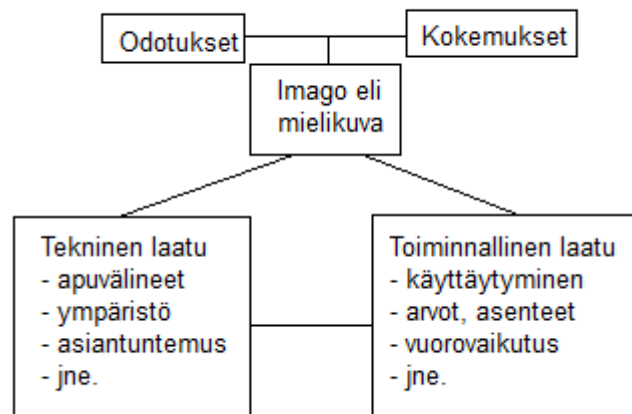 Odotukset
Kokemukset
Imago eli
mielikuva
Tekninen laatu
- apuvälineet
- ympäristö
- asiantuntemus
- jne.
Toiminnallinen laatu
- käyttäytyminen
- arvot, asenteet
- vuorovaikutus
- jne.